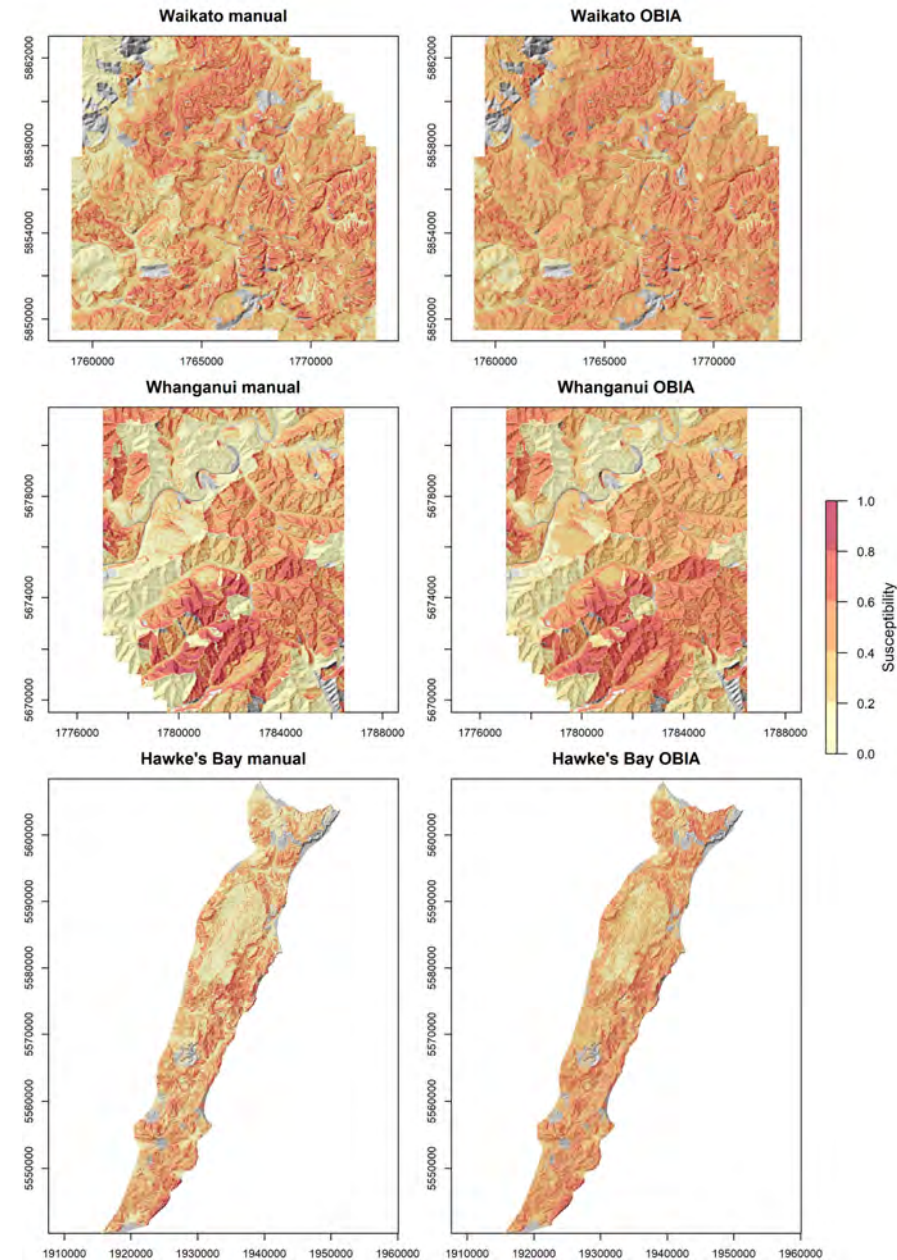 Waikato manual
Waikato OBIA
5862000
5858000
5854000
5850000
1760000 1765000 1770000
5862000
5858000
5854000
5850000
1760000 1765000 1770000
Whanganui manual
Whanganui OBIA
5678000
5674000
5670000
1776000 1780000 1784000 1788000
5678000
5674000
5670000
1776000 1780000 1784000 1788000
1.0
0.8
0.6
0.4
0.2
0.0
Susceptibility
Hawke's Bay manual
Hawke's Bay OBIA
5600000
5590000
5580000
5570000
5560000
5550000
1910000 1920000 1930000 1940000 1950000 1960000
5600000
5590000
5580000
5570000
5560000
5550000
1910000 1920000 1930000 1940000 1950000 1960000